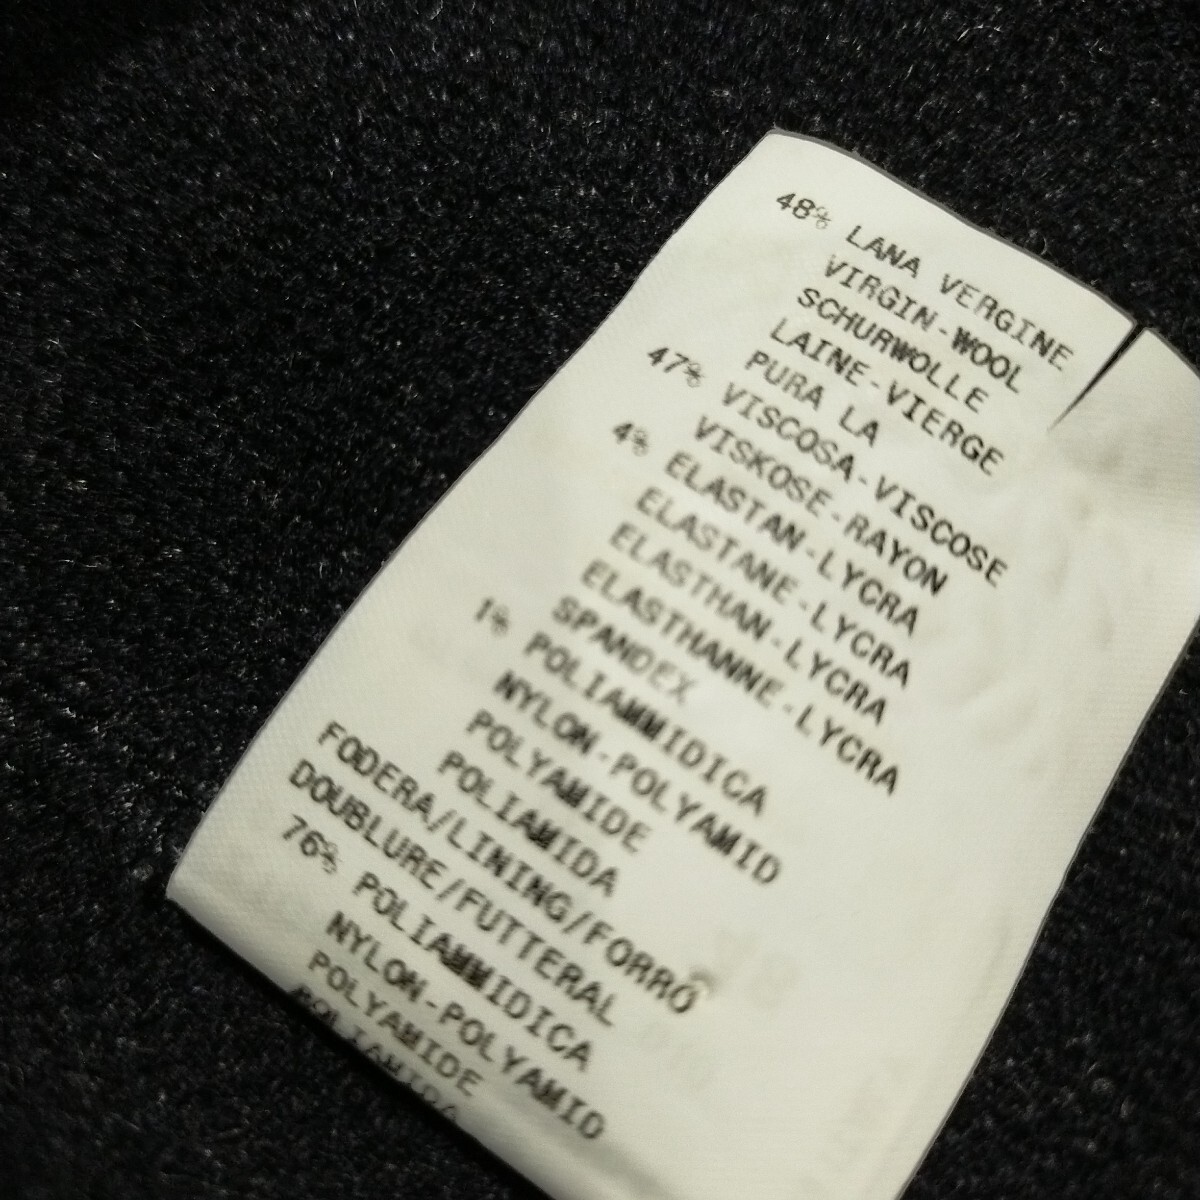 48% LANA VERGINE
VIRGIN-WOOL
SCHURWOLLE
LAINE-VIERGE
PURA LA
47% VISCOSA-VISCOSE
VISKOSE-RAYON
4% ELASTAN-LYCRA
ELASTANE-LYCRA
ELASTHAN-LYCRA
ELASTHANNE-LYCRA
SPANDEX
1% POLIAMMIDICA
NYLON-POLYAMID
POLYAMIDE
POLIAMIDA
FODERA/LINING/FORRO
DOUBLURE/FUTTERAL
76% POLIAMMIDICA
NYLON-POLYAMID
POLYAMIDE
POLIAMIDA